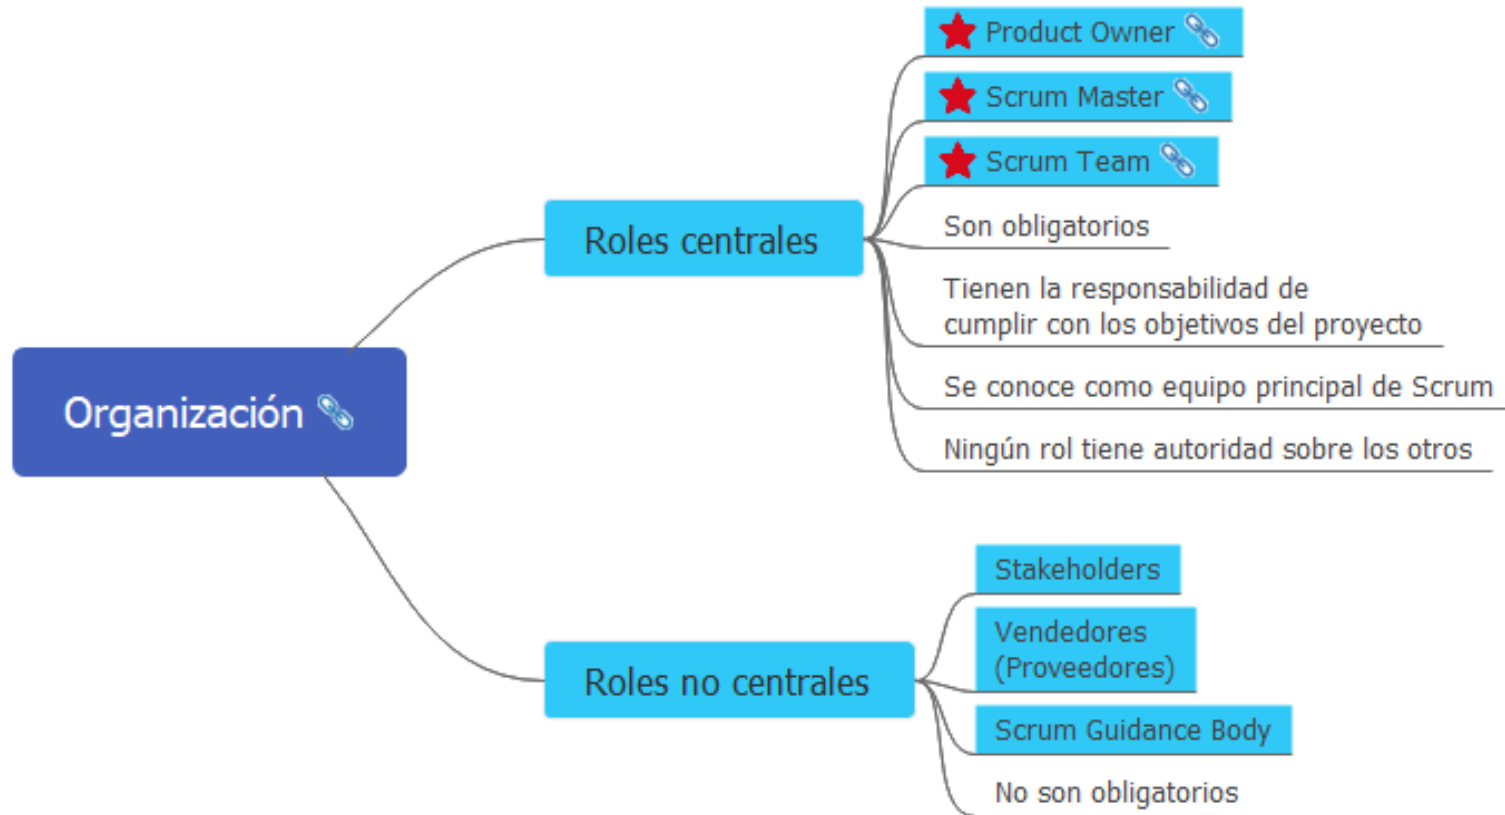 Product Owner
Scrum Master
Scrum Team
Son obligatorios
Roles centrales
Tienen la responsabilidad de
cumplir con los objetivos del proyecto
Se conoce como equipo principal de Scrum
Ningún rol tiene autoridad sobre los otros
Organización
Stakeholders
Vendedores
(Proveedores)
Roles no centrales
Scrum Guidance Body
No son obligatorios